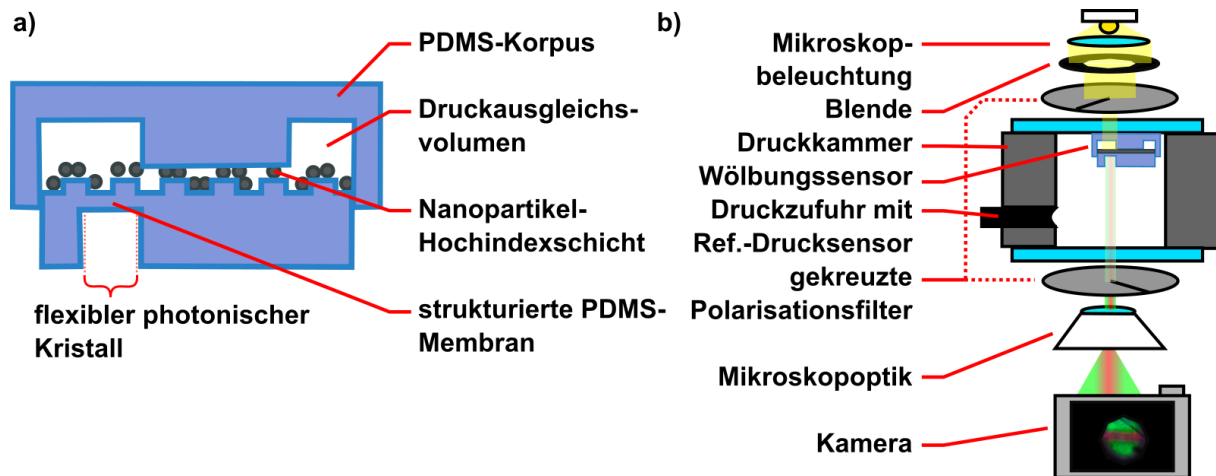 a)
PDMS-Korpus
Druckausgleichs-
volumen
Nanopartikel-
Hochindexschicht
strukturierte PDMS-
Membran
flexibler photonischer
Kristall
b)
Mikroskop-
beleuchtung
Blende
Druckkammer
Wölbungssensor
Druckzufuhr mit
Ref.-Drucksensor
gekreuzte
Polarisationsfilter
Mikroskopoptik
Kamera